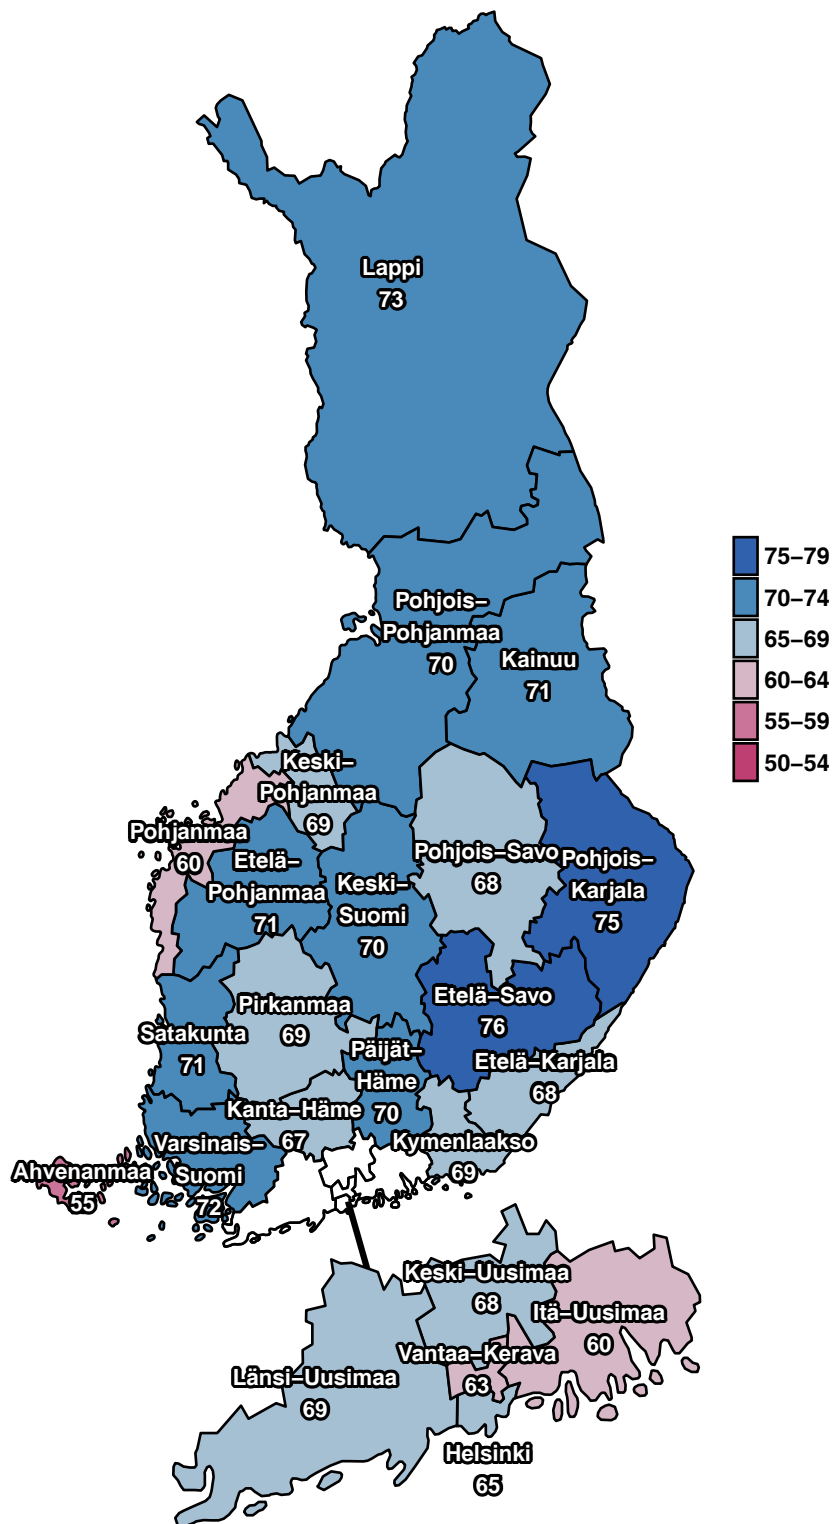 Lappi
73
Pohjois–
Pohjanmaa
70
Kainuu
71
75–79
70–74
65–69
60–64
55–59
50–54
Keski–
Pohjanmaa
69
Pohjanmaa
60
Etelä–
Pohjanmaa
71
Keski–
Suomi
70
Pohjois–Savo
68
Pohjois–
Karjala
75
Etelä–Savo
76
Pirkanmaa
69
Satakunta
71
Päijät–
Häme
70
Etelä–Karjala
68
Kanta–Häme
67
Kymenlaakso
69
Varsinais–
Suomi
72
Ahvenanmaa
55
Keski–Uusimaa
68
Itä–Uusimaa
60
Vantaa–Kerava
63
Länsi–Uusimaa
69
Helsinki
65